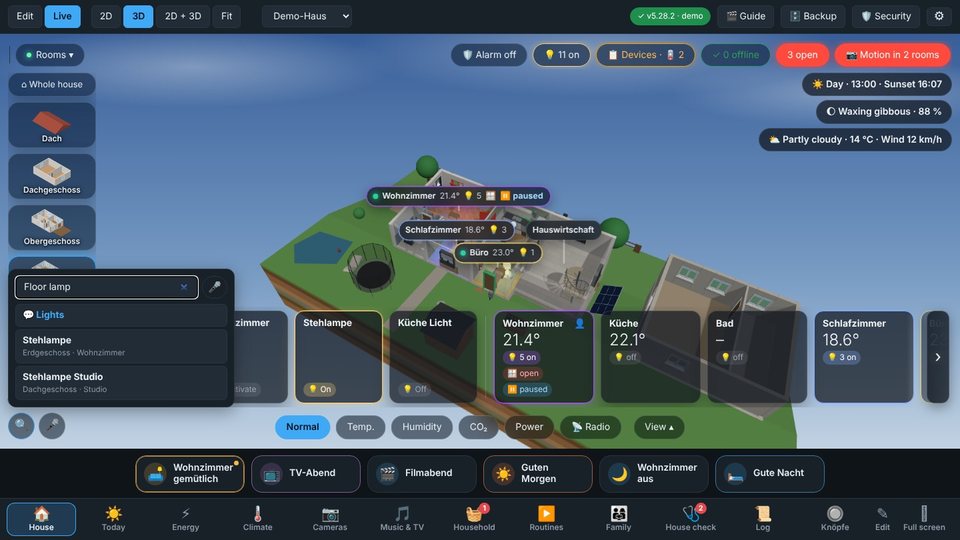 Edit Live 2D 3D 2D + 3D Fit Demo-Haus ✓ v5.28.2 · demo Guide Backup Security
Rooms ▾ Alarm off 11 on Devices · 2 ✓ 0 offline 3 open Motion in 2 rooms
⌂ Whole house
Day · 13:00 · Sunset 16:07
Waxing gibbous · 88 %
Partly cloudy · 14 °C · Wind 12 km/h
Dach
Dachgeschoss
Obergeschoss
Wohnzimmer 21.4° 5 paused
Schlafzimmer 18.6° 3
Hauswirtschaft
Büro 23.0° 1
Floor lamp
Lights
Stehlampe
Erdgeschoss · Wohnzimmer
Stehlampe Studio
Dachgeschoss · Studio
Stehlampe
On
Küche Licht
Off
Wohnzimmer
21.4°
5 on
open
paused
Küche
22.1°
off
Bad
–
off
Schlafzimmer
18.6°
3 on
Normal Temp. Humidity CO₂ Power Radio View ▴
Wohnzimmer gemütlich
TV-Abend
Filmabend
Guten Morgen
Wohnzimmer aus
Gute Nacht
House Today Energy Climate Cameras Music & TV Household 1 Routines Family House check 2 Log Knöpfe Edit Full screen